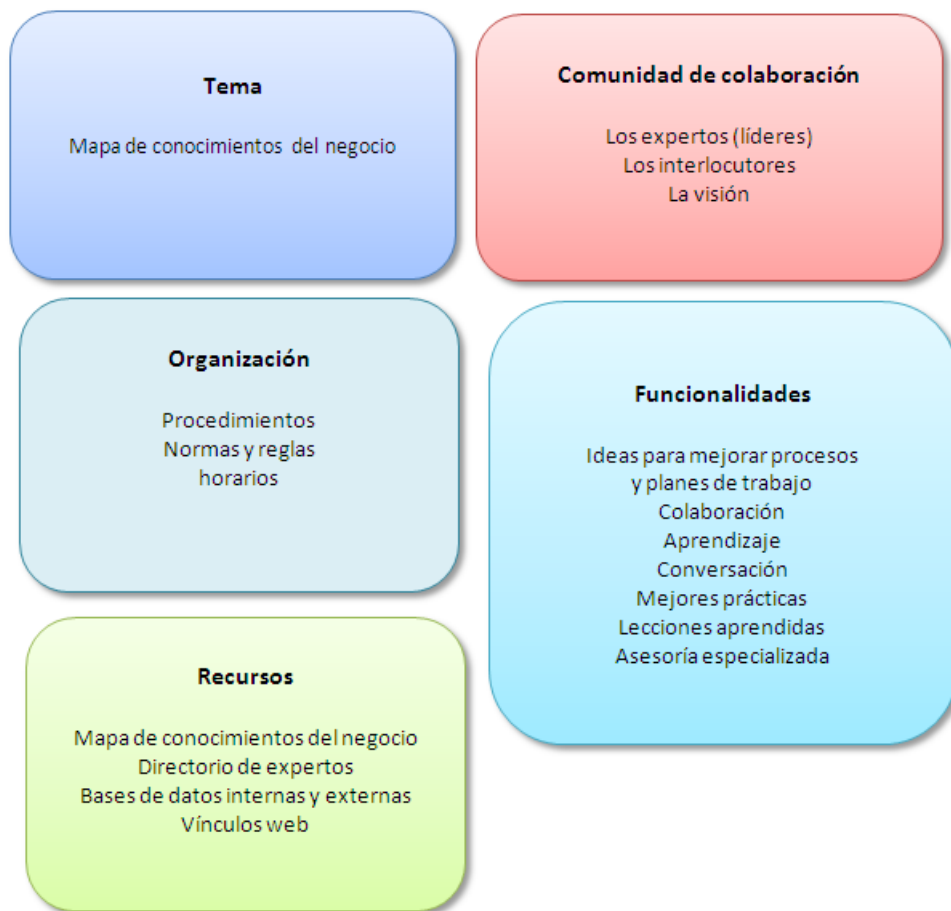 Tema
Mapa de conocimientos del negocio
Comunidad de colaboración
Los expertos (líderes)
Los interlocutores
La visión
Organización
Procedimientos
Normas y reglas
horarios
Funcionalidades
Ideas para mejorar procesos
y planes de trabajo
Colaboración
Aprendizaje
Conversación
Mejores prácticas
Lecciones aprendidas
Asesoría especializada
Recursos
Mapa de conocimientos del negocio
Directorio de expertos
Bases de datos internas y externas
Vínculos web